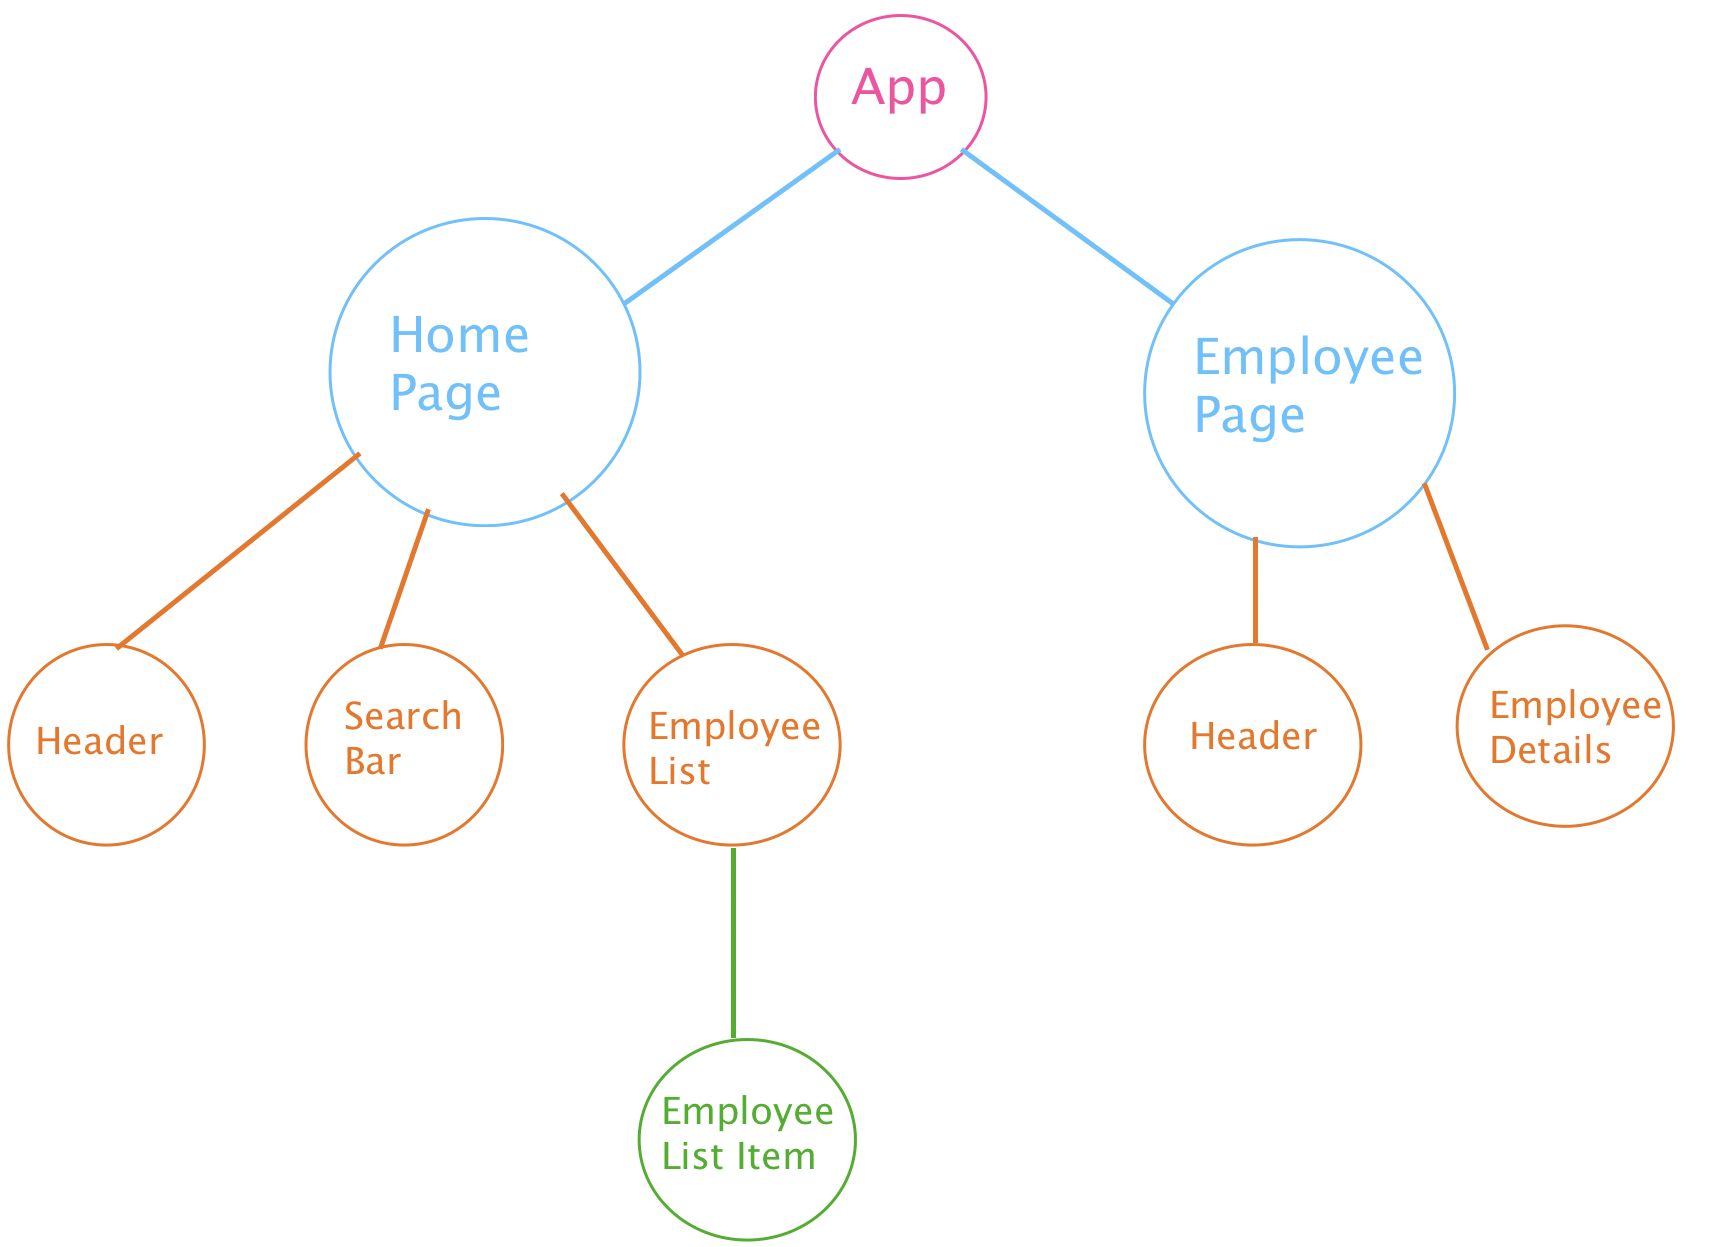 App
Home
Page
Employee
Page
Header
Search
Bar
Employee
List
Header
Employee
Details
Employee
List Item